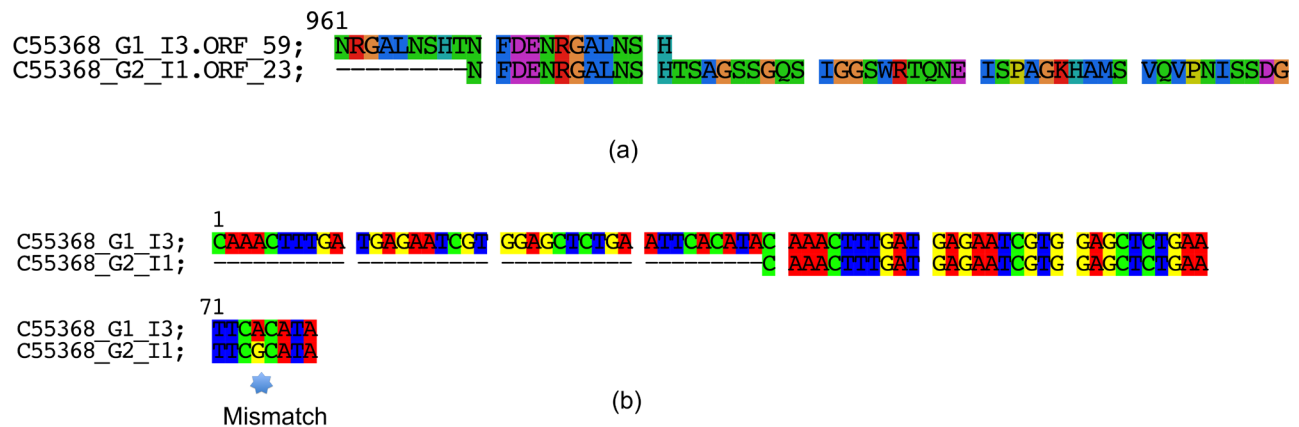 961
C55368_G1_I3.ORF_59; NRGALNSHTN FDENRGALNS H
C55368_G2_I1.ORF_23; ----------N FDENRGALNS HTSAGSSGQS IGGSWRTQNE ISPAGKHAMS VQVPNISSDG
(a)
1
C55368_G1_I3; CAAACTTTGA TGAGAATCGT GGAGCTCTGA ATTCACATAC AAACTTTGAT GAGAATCGTG GAGCTCTGAA
C55368_G2_I1; ---------- ---------- ---------- ---------C AAACTTTGAT GAGAATCGTG GAGCTCTGAA
71
C55368_G1_I3; TTCACATA
C55368_G2_I1; TTCGCATA
Mismatch
(b)